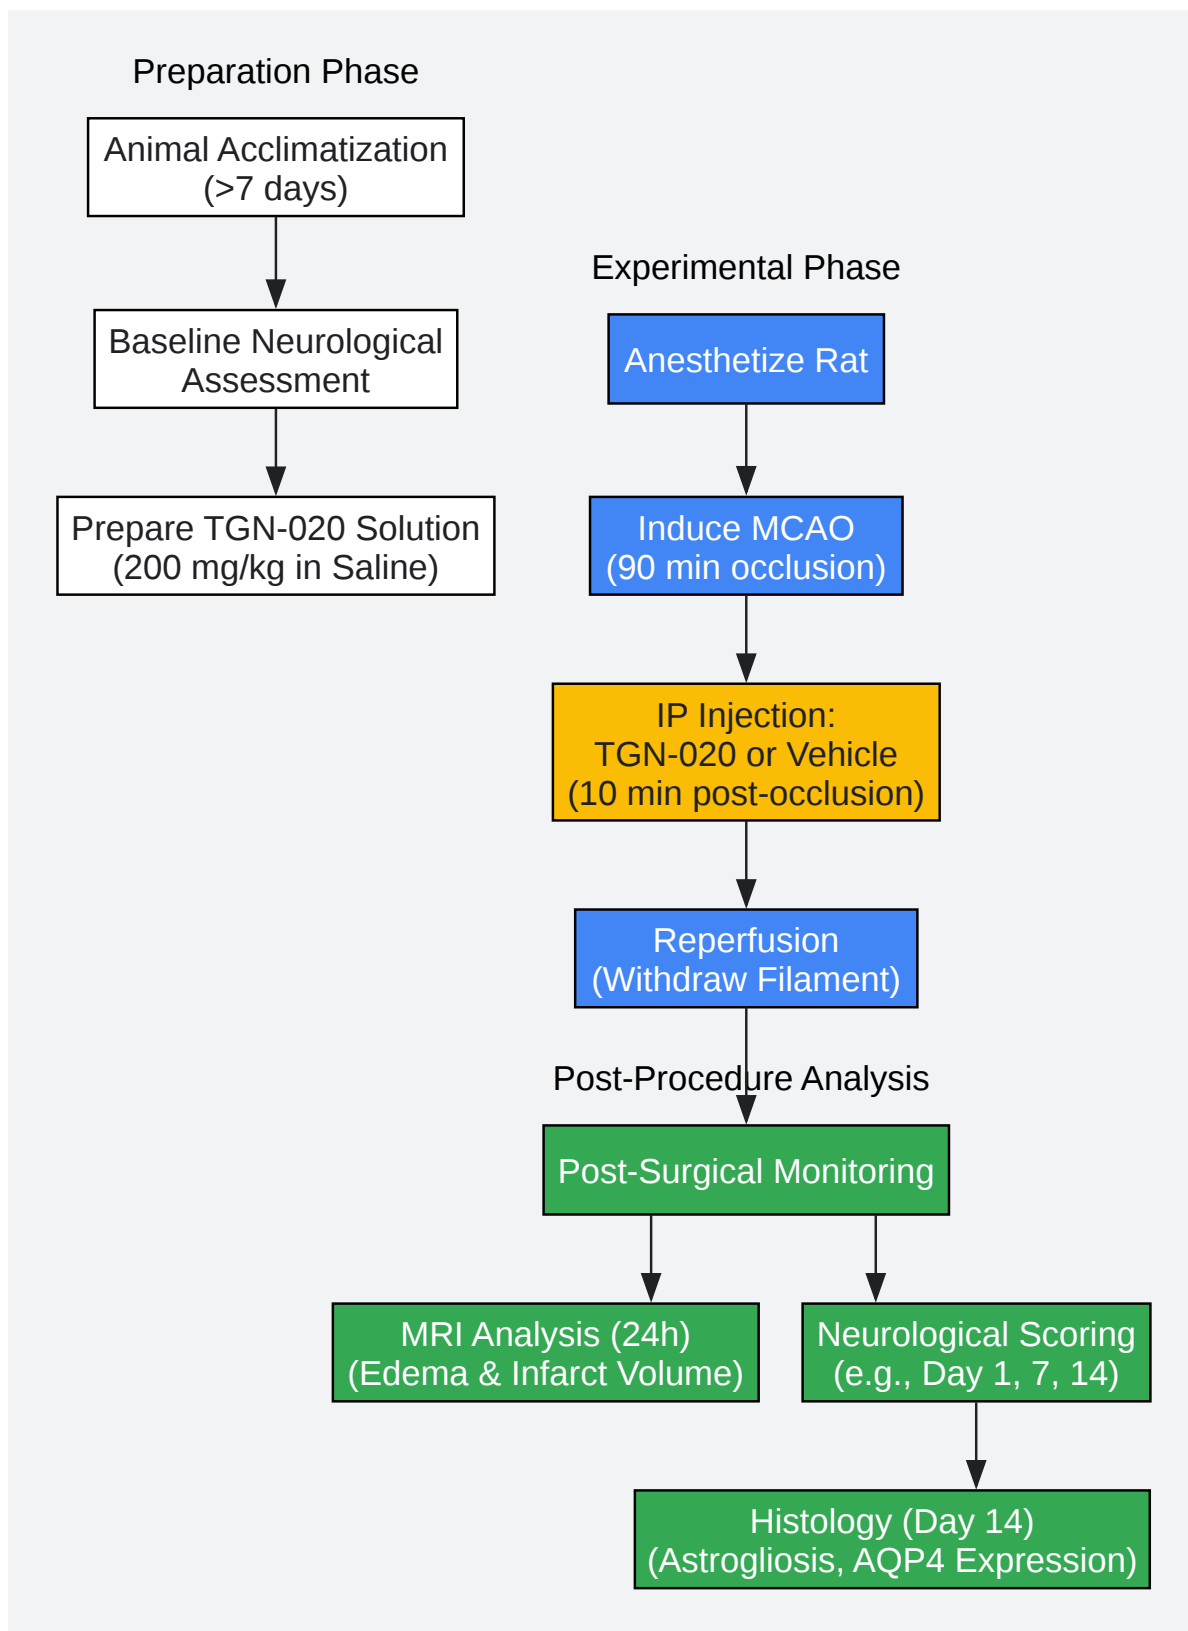 Preparation Phase
Animal Acclimatization
(>7 days)
Baseline Neurological
Assessment
Prepare TGN-020 Solution
(200 mg/kg in Saline)
Experimental Phase
Anesthetize Rat
Induce MCAO
(90 min occlusion)
IP Injection:
TGN-020 or Vehicle
(10 min post-occlusion)
Reperfusion
(Withdraw Filament)
Post-Procedure Analysis
Post-Surgical Monitoring
MRI Analysis (24h)
(Edema & Infarct Volume)
Neurological Scoring
(e.g., Day 1, 7, 14)
Histology (Day 14)
(Astrogliosis, AQP4 Expression)